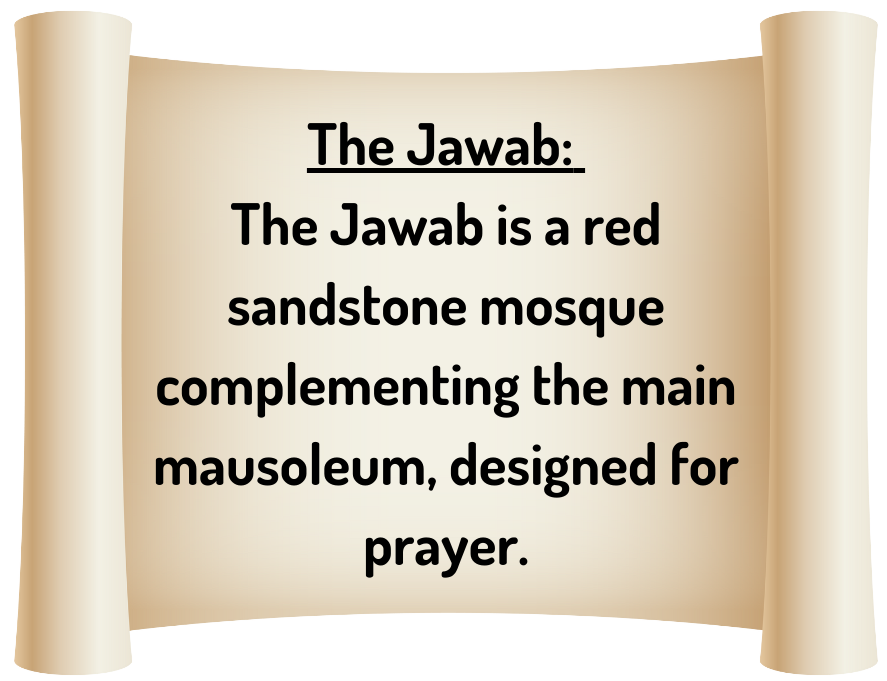 The Jawab:
The Jawab is a red
sandstone mosque
complementing the main
mausoleum, designed for
prayer.